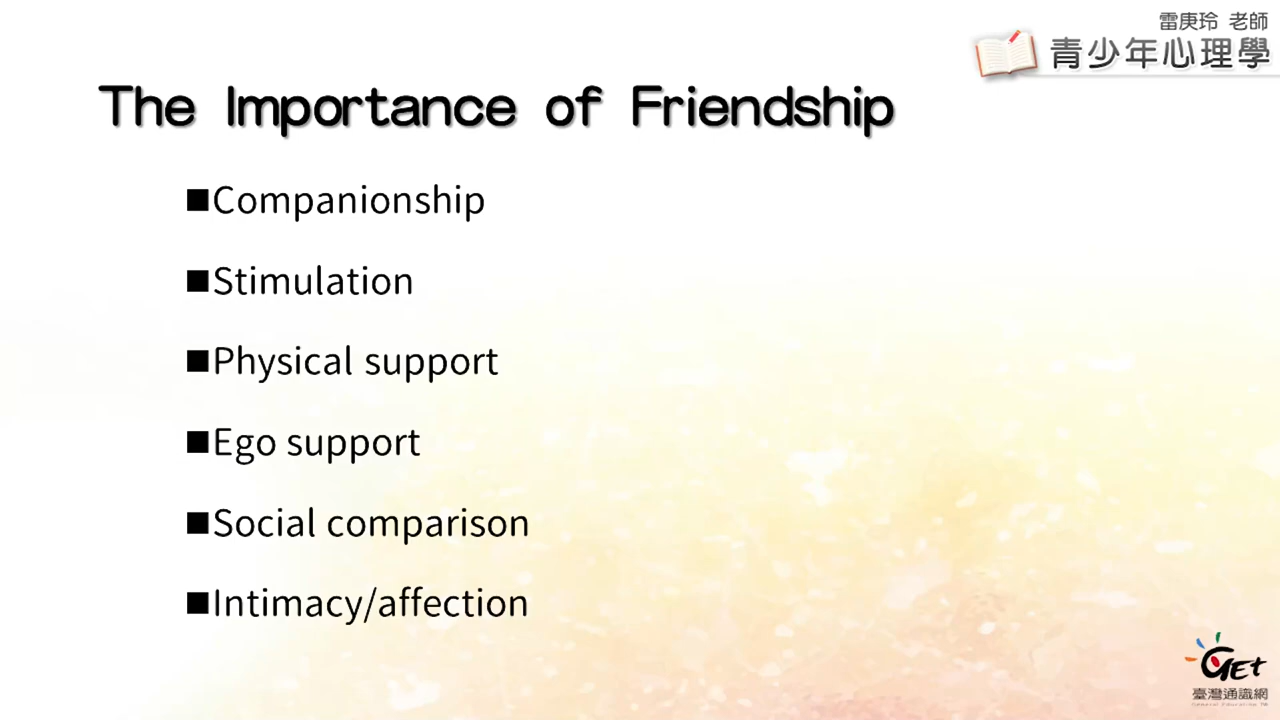 雷庚玲 老師
青少年心理學
The Importance of Friendship
■Companionship
■Stimulation
■Physical support
■Ego support
■Social comparison
■Intimacy/affection
GEt
臺灣通識網